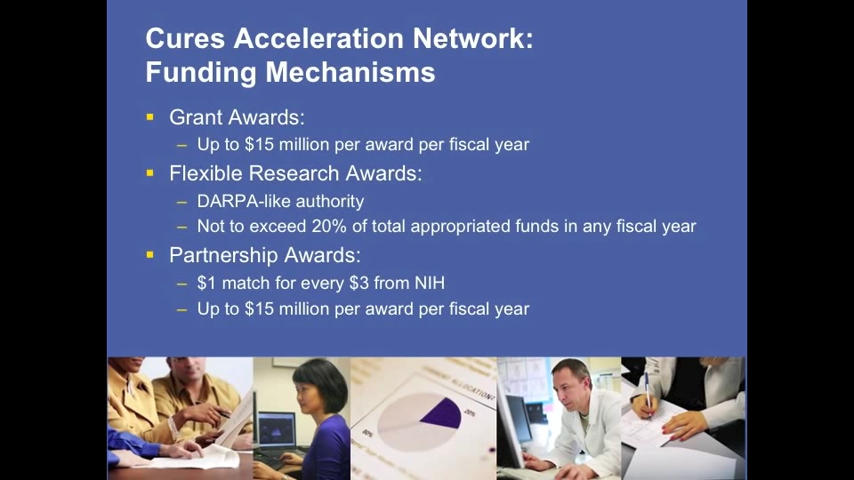 Cures Acceleration Network:
Funding Mechanisms
▪ Grant Awards:
– Up to $15 million per award per fiscal year
▪ Flexible Research Awards:
– DARPA-like authority
– Not to exceed 20% of total appropriated funds in any fiscal year
▪ Partnership Awards:
– $1 match for every $3 from NIH
– Up to $15 million per award per fiscal year
20%
80%